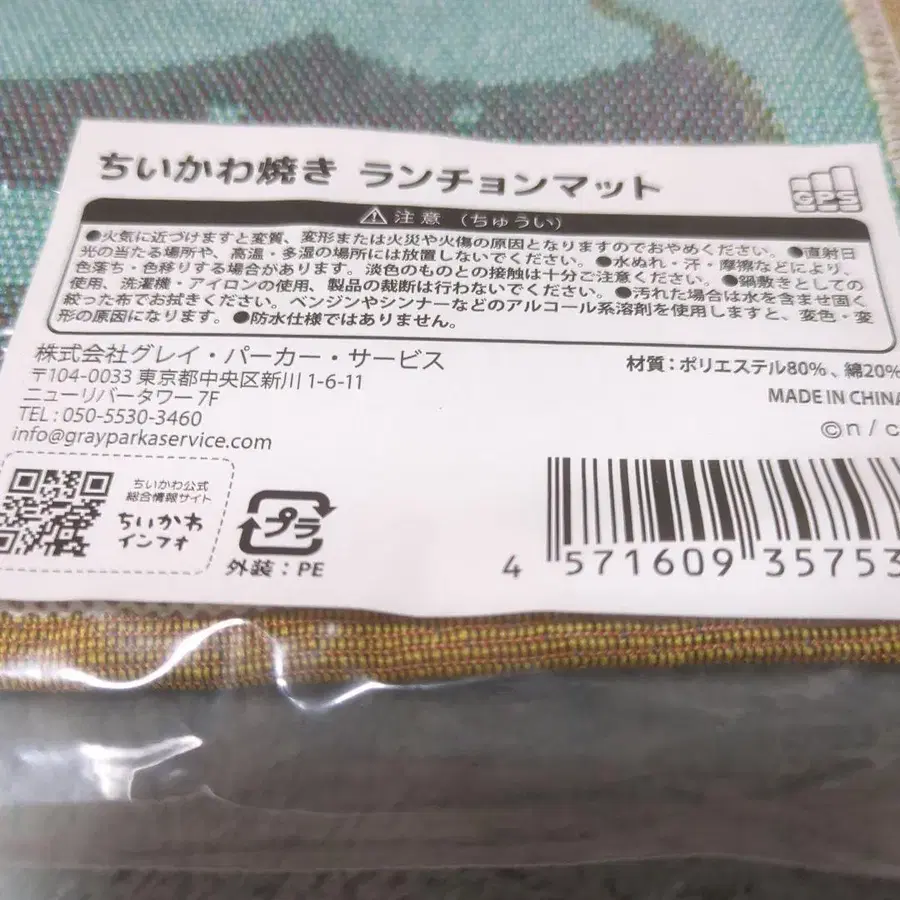 ちいかわ焼き ランチョンマット
GPS
⚠注意 (ちゅうい)
●火気に近づけますと変質、変形または火災や火傷の原因となりますのでおやめください。●直射日
光の当たる場所や、高温・多湿の場所には放置しないでください。●水ぬれ・汗・摩擦などにより、
色落ち・色移りする場合があります。淡色のものとの接触は十分ご注意ください。●鍋敷きとしての
使用、洗濯機・アイロンの使用、製品の裁断は行わないでください。●汚れた場合は水を含ませ固く
絞った布でお拭きください。ベンジンやシンナーなどのアルコール系溶剤を使用しますと、変色・変
形の原因になります。●防水仕様ではありません。
株式会社グレイ・パーカー・サービス
〒104-0033 東京都中央区新川 1-6-11
ニューリバータワー 7F
TEL : 050-5530-3460
info@grayparkaservice.com
材質:ポリエステル80%、綿20%
MADE IN CHINA
©n / c
ちいかわ公式
総合情報サイト
ちいかわ
インフォ
プラ
外装:PE
4 571609 35753